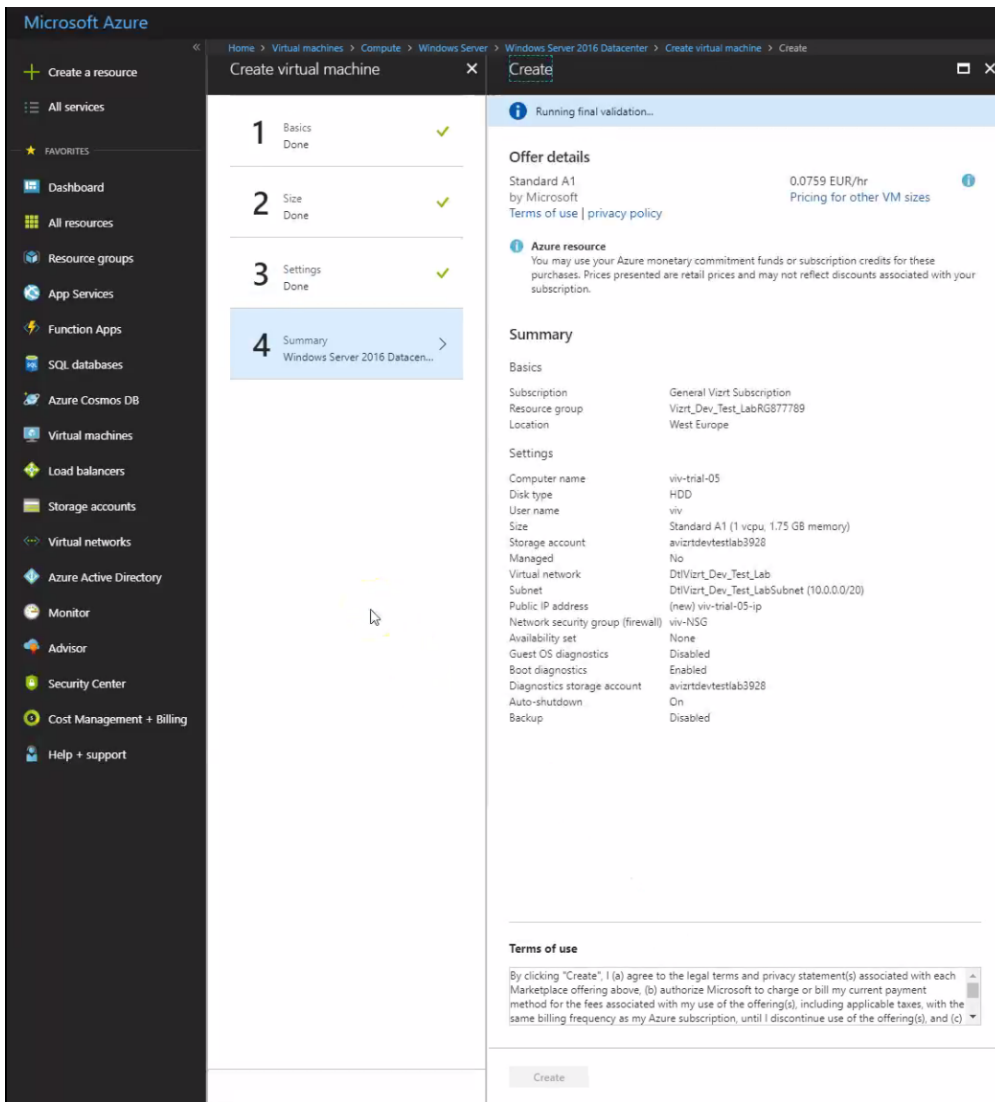 Microsoft Azure
«
Home > Virtual machines > Compute > Windows Server > Windows Server 2016 Datacenter > Create virtual machine > Create
Create a resource
All services
FAVORITES
Dashboard
All resources
Resource groups
App Services
Function Apps
SQL databases
Azure Cosmos DB
Virtual machines
Load balancers
Storage accounts
Virtual networks
Azure Active Directory
Monitor
Advisor
Security Center
Cost Management + Billing
Help + support
Create virtual machine
1 Basics
Done
2 Size
Done
3 Settings
Done
4 Summary
Windows Server 2016 Datacen...
Create
Running final validation...
Offer details
Standard A1 0.0759 EUR/hr
by Microsoft Pricing for other VM sizes
Terms of use | privacy policy
Azure resource
You may use your Azure monetary commitment funds or subscription credits for these
purchases. Prices presented are retail prices and may not reflect discounts associated with your
subscription.
Summary
Basics
Subscription General Vizrt Subscription
Resource group Vizrt_Dev_Test_LabRG877789
Location West Europe
Settings
Computer name viv-trial-05
Disk type HDD
User name viv
Size Standard A1 (1 vcpu, 1.75 GB memory)
Storage account avizrtdevtestlab3928
Managed No
Virtual network DtlVizrt_Dev_Test_Lab
Subnet DtlVizrt_Dev_Test_LabSubnet (10.0.0.0/20)
Public IP address (new) viv-trial-05-ip
Network security group (firewall) viv-NSG
Availability set None
Guest OS diagnostics Disabled
Boot diagnostics Enabled
Diagnostics storage account avizrtdevtestlab3928
Auto-shutdown On
Backup Disabled
Terms of use
By clicking "Create", I (a) agree to the legal terms and privacy statement(s) associated with each
Marketplace offering above, (b) authorize Microsoft to charge or bill my current payment
method for the fees associated with my use of the offering(s), including applicable taxes, with the
same billing frequency as my Azure subscription, until I discontinue use of the offering(s), and (c)
Create